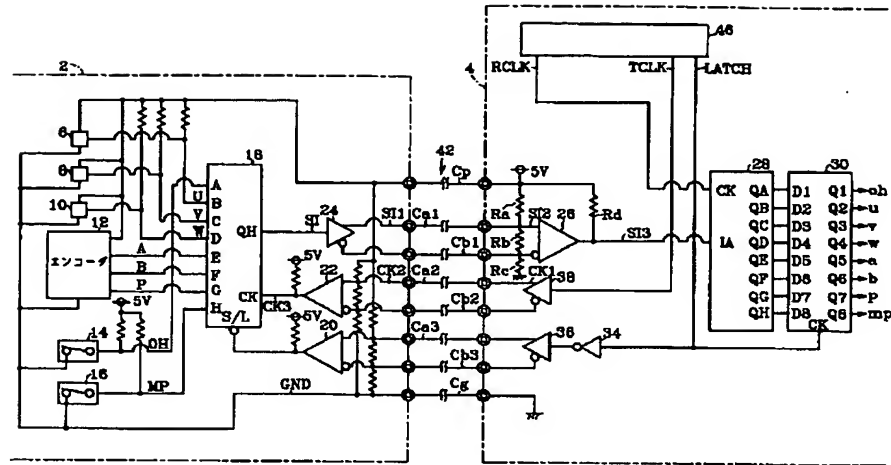 46
2
4
RCLK
TCLK
LATCH
6
8
10
12
エンコーダ
U
V
W
A
B
P
5V
14
OH
16
MP
GND
18
A
B
C
D
E
F
G
H
QH
CK
S/L
SI
24
SI1
Ca1
Cb1
5V
22
CK2
Ca2
CK3
Cb2
5V
20
Ca3
Cb3
Cg
42
Cp
5V
Ra
Rb
Rc
Rd
SI2
26
SI3
CK1
38
36
34
28
CK
IA
QA
QB
QC
QD
QE
QF
QG
QH
30
D1
D2
D3
D4
D5
D6
D7
D8
Q1
Q2
Q3
Q4
Q5
Q6
Q7
Q8
CK
oh
u
v
w
a
b
p
mp